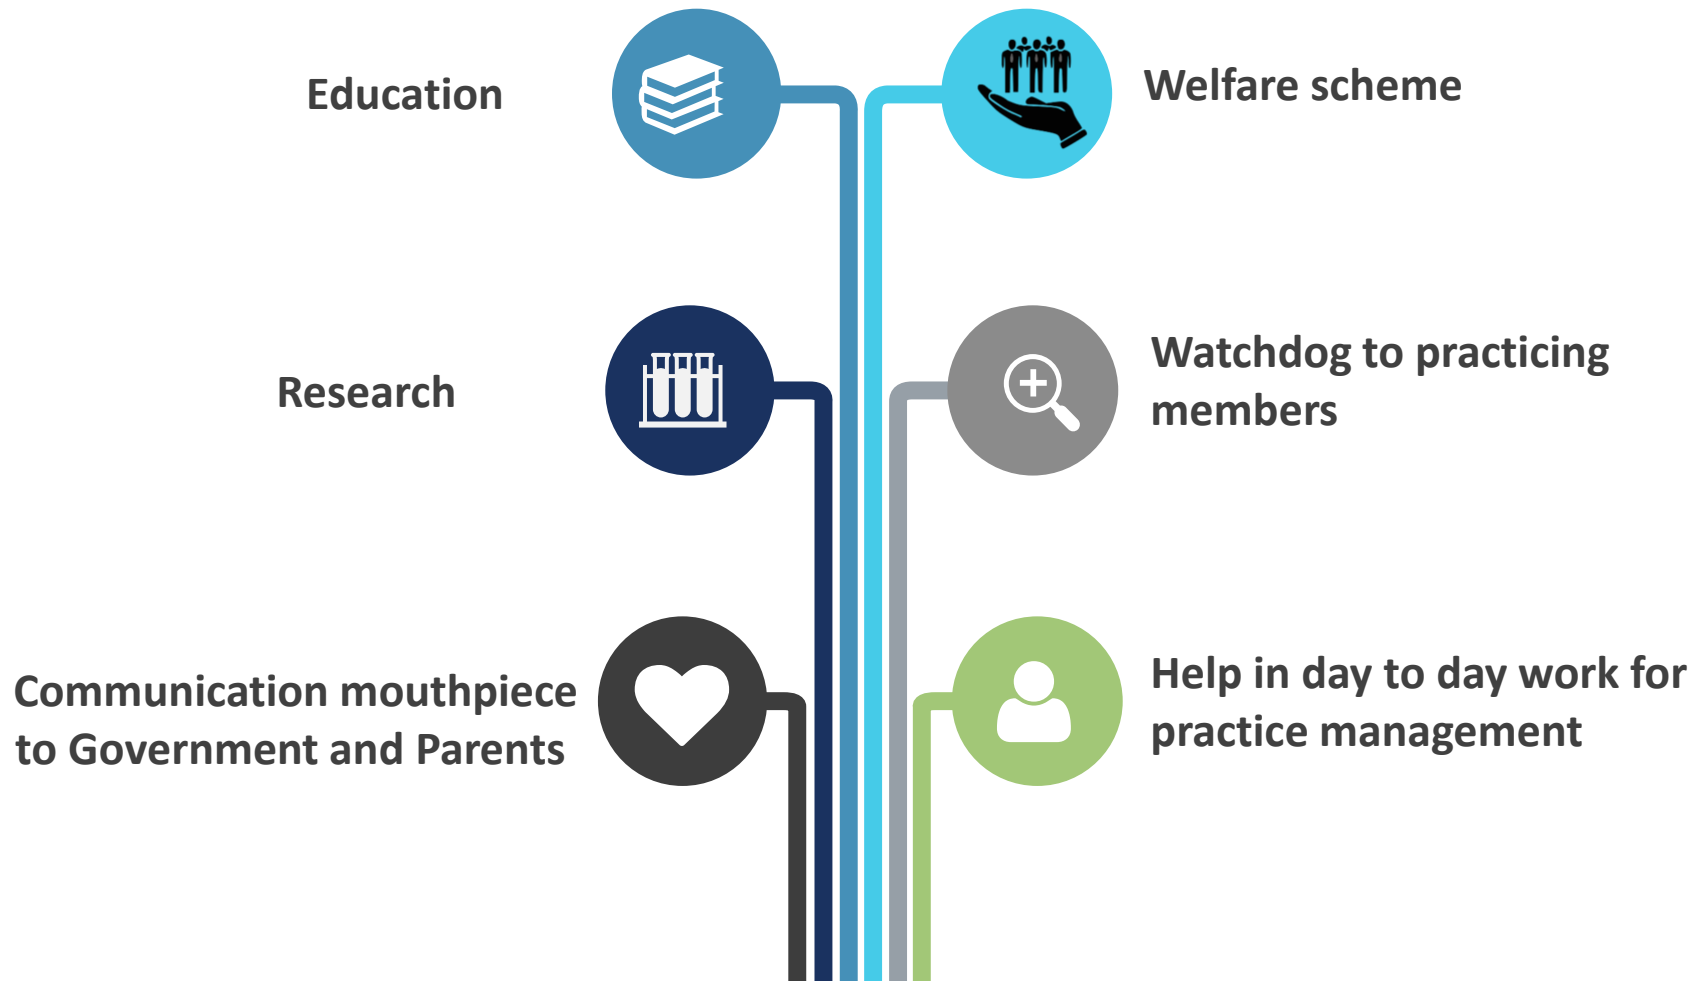 Education
Welfare scheme
Research
Watchdog to practicing
members
Communication mouthpiece
to Government and Parents
Help in day to day work for
practice management